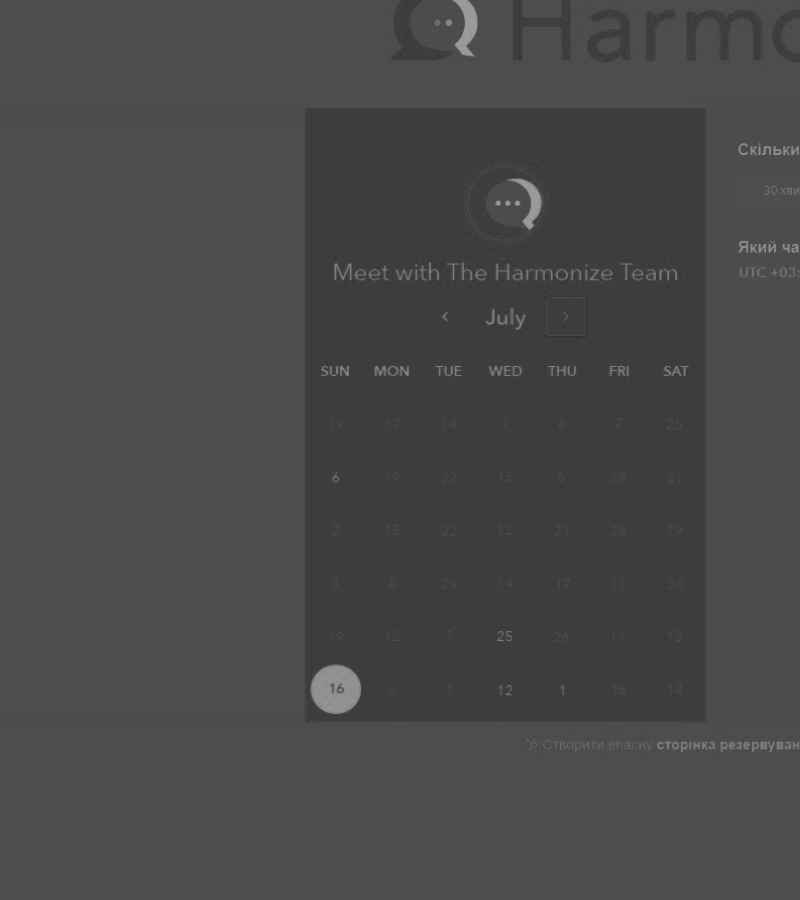 Harmo
Meet with The Harmonize Team
July
SUN MON TUE WED THU FRI SAT
19 17 14 7 8 7 25
6 19 22 15 6 28 21
2 15 22 12 21 28 19
5 8 29 14 17 11 30
19 12 7 25 26 11 13
16 6 1 12 1 16 14
Скільки
30 хви
Який ча
UTC +03:
Створити власну сторінка резервуван